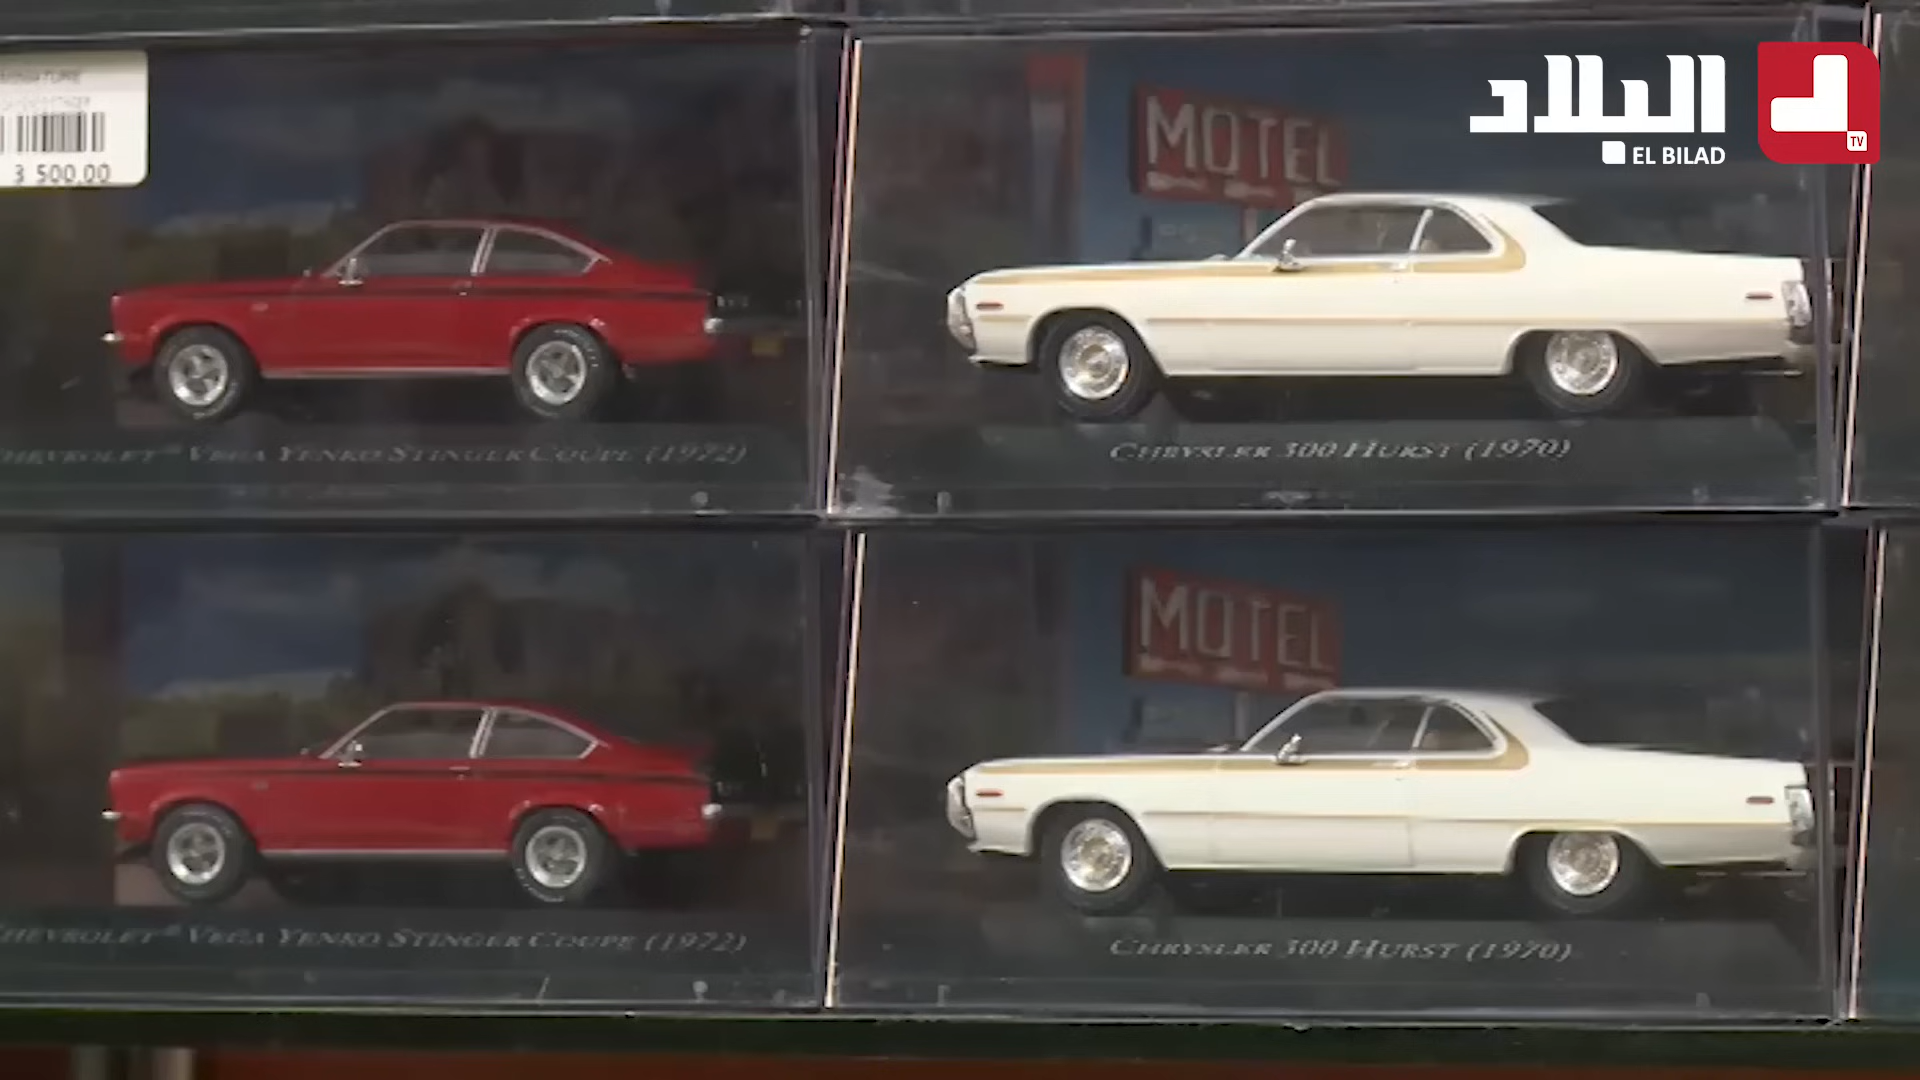 البلاد
EL BILAD
TV
3 500,00
MOTEL
CHEVROLET® VEGA YENKO STINGER COUPE (1972)
CHRYSLER 300 HURST (1970)
MOTEL
CHEVROLET® VEGA YENKO STINGER COUPE (1972)
CHRYSLER 300 HURST (1970)